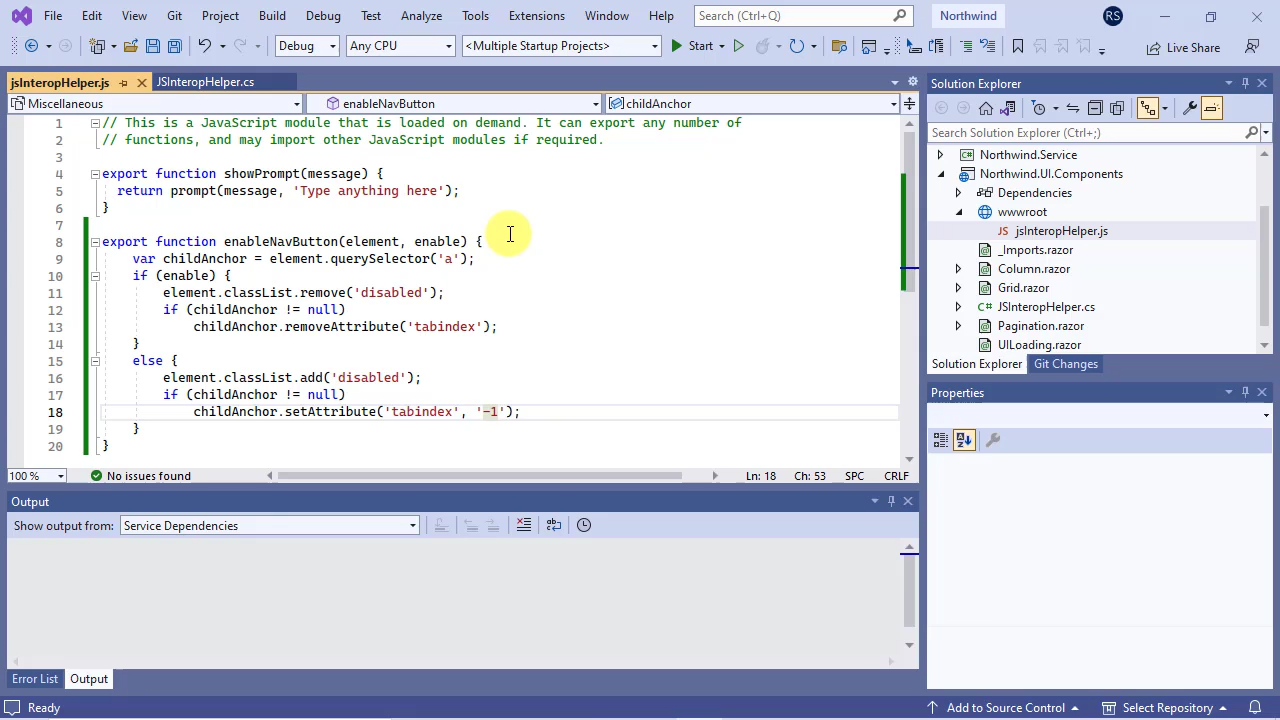 File Edit View Git Project Build Debug Test Analyze Tools Extensions Window Help Search (Ctrl+Q) Northwind RS
Debug Any CPU <Multiple Startup Projects> Start Live Share
jsInteropHelper.js JSInteropHelper.cs
Miscellaneous enableNavButton childAnchor
1 // This is a JavaScript module that is loaded on demand. It can export any number of
2 // functions, and may import other JavaScript modules if required.
3
4 export function showPrompt(message) {
5 return prompt(message, 'Type anything here');
6 }
7
8 export function enableNavButton(element, enable) {
9 var childAnchor = element.querySelector('a');
10 if (enable) {
11 element.classList.remove('disabled');
12 if (childAnchor != null)
13 childAnchor.removeAttribute('tabindex');
14 }
15 else {
16 element.classList.add('disabled');
17 if (childAnchor != null)
18 childAnchor.setAttribute('tabindex', '-1');
19 }
20 }
100 % No issues found Ln: 18 Ch: 53 SPC CRLF
Output
Show output from: Service Dependencies
Error List Output
Solution Explorer
Search Solution Explorer (Ctrl+;)
Northwind.Service
Northwind.UI.Components
Dependencies
wwwroot
JS jsInteropHelper.js
_Imports.razor
Column.razor
Grid.razor
C# JSInteropHelper.cs
Pagination.razor
UILoading.razor
Solution Explorer Git Changes
Properties
Ready Add to Source Control Select Repository